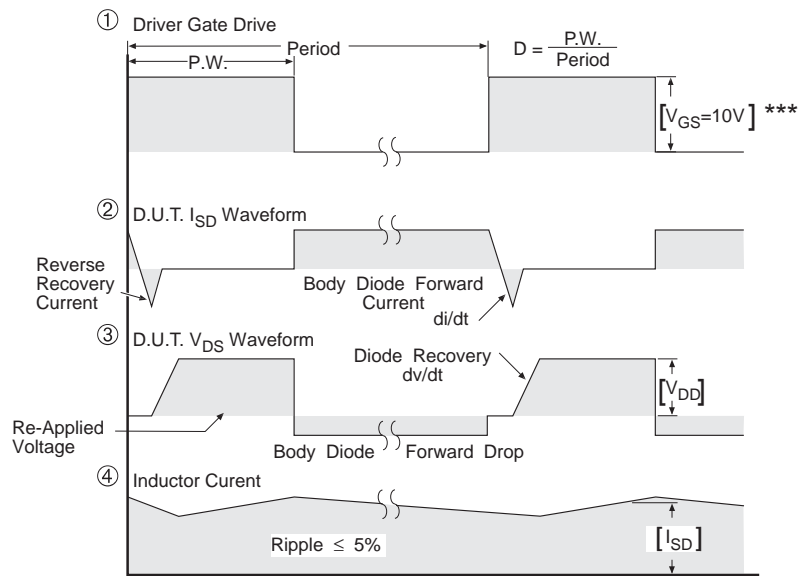 ① Driver Gate Drive
Period
P.W.
D = P.W. / Period
[V_GS=10V] ***
② D.U.T. I_SD Waveform
Reverse
Recovery
Current
Body Diode Forward
Current
di/dt
③ D.U.T. V_DS Waveform
Diode Recovery
dv/dt
[V_DD]
Re-Applied
Voltage
Body Diode Forward Drop
④ Inductor Curent
Ripple ≤ 5%
[I_SD]